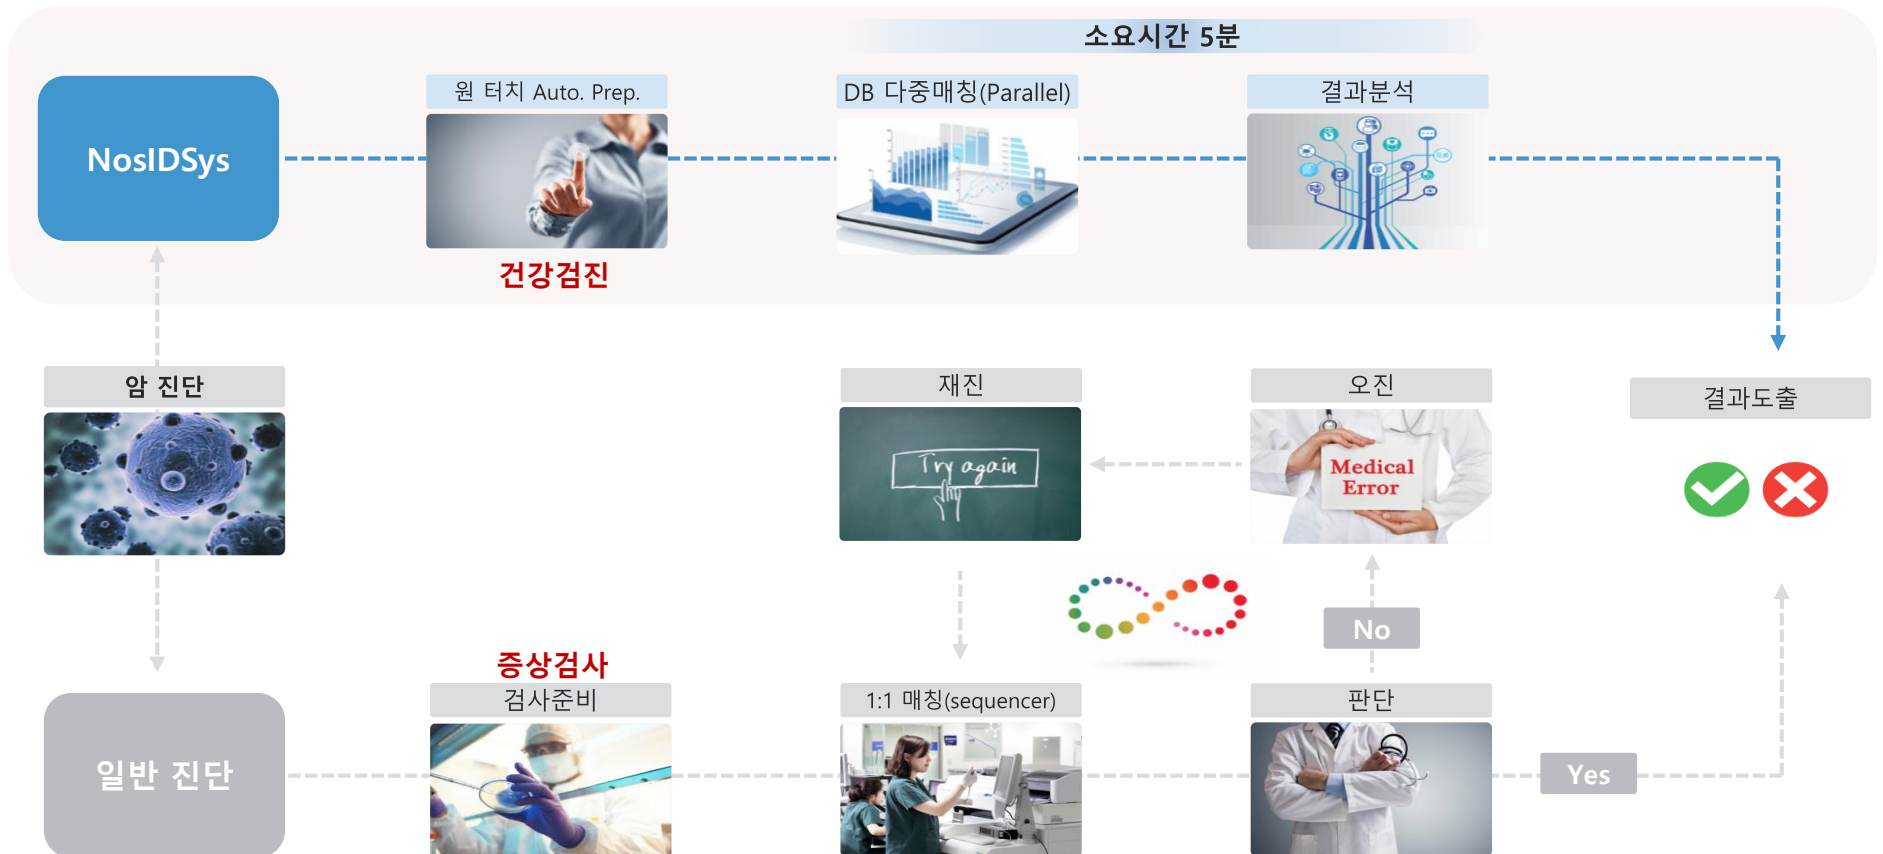 소요시간 5분
원 터치 Auto. Prep.
DB 다중매칭(Parallel)
결과분석
NosIDSys
건강검진
암 진단
재진
오진
결과도출
Try again
Medical
Error
No
증상검사
검사준비
1:1 매칭(sequencer)
판단
일반 진단
Yes